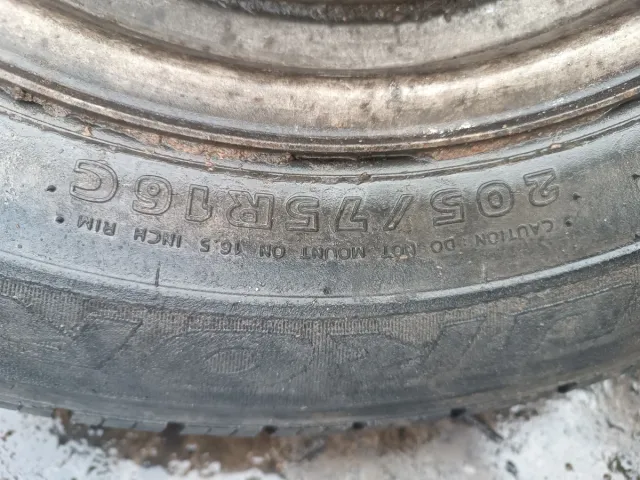 205/75R16C
CAUTION: DO NOT MOUNT ON 16.5 INCH RIM